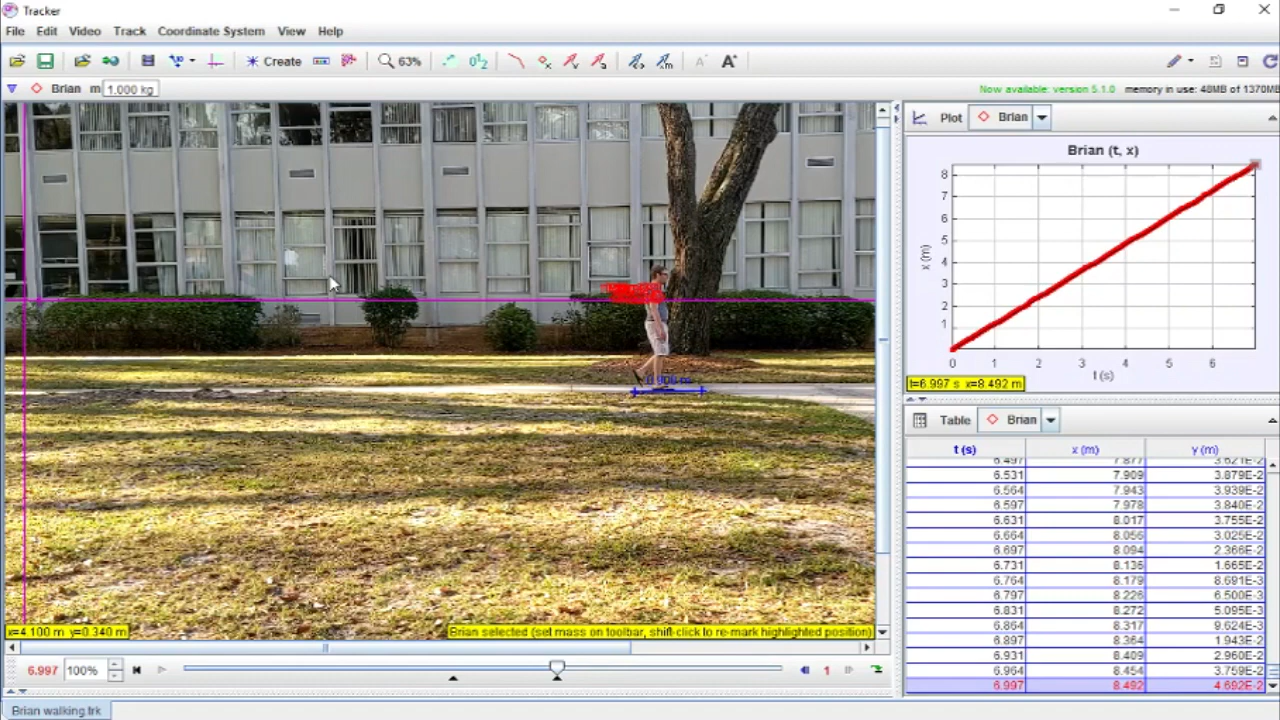 Tracker
File Edit Video Track Coordinate System View Help
Create 63% A A
Brian m 1.000 kg Now available: version 5.1.0 memory in use: 48MB of 1370MB
Plot Brian
Brian (t, x)
8
7
6
5
4
3
2
1
x (m)
0 1 2 3 4 5 6
t (s)
t=6.997 s x=8.492 m
0.900 m
Table Brian
t (s) x (m) y (m)
6.497 7.877 3.621E-2
6.531 7.909 3.879E-2
6.564 7.943 3.939E-2
6.597 7.978 3.840E-2
6.631 8.017 3.755E-2
6.664 8.056 3.025E-2
6.697 8.094 2.366E-2
6.731 8.136 1.665E-2
6.764 8.179 8.691E-3
6.797 8.226 6.500E-3
6.831 8.272 5.095E-3
6.864 8.317 9.624E-3
6.897 8.364 1.943E-2
6.931 8.409 2.960E-2
6.964 8.454 3.759E-2
6.997 8.492 4.692E-2
x=4.100 m y=0.340 m Brian selected (set mass on toolbar, shift-click to re-mark highlighted position)
6.997 100% 1
Brian walking.trk